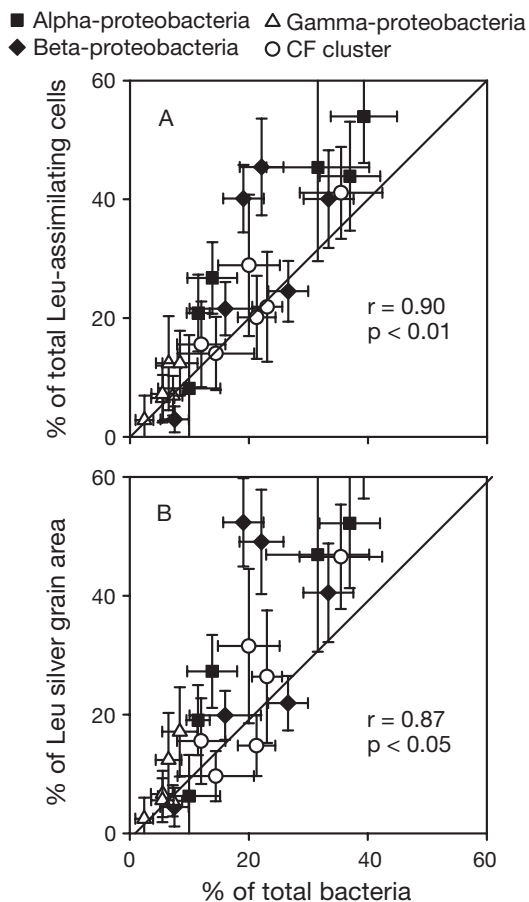 Alpha-proteobacteria Gamma-proteobacteria
Beta-proteobacteria CF cluster
60
A
40
% of total Leu-assimilating cells
r = 0.90
p < 0.01
20
0
60
B
40
% of Leu silver grain area
r = 0.87
p < 0.05
20
0
0 20 40 60
% of total bacteria